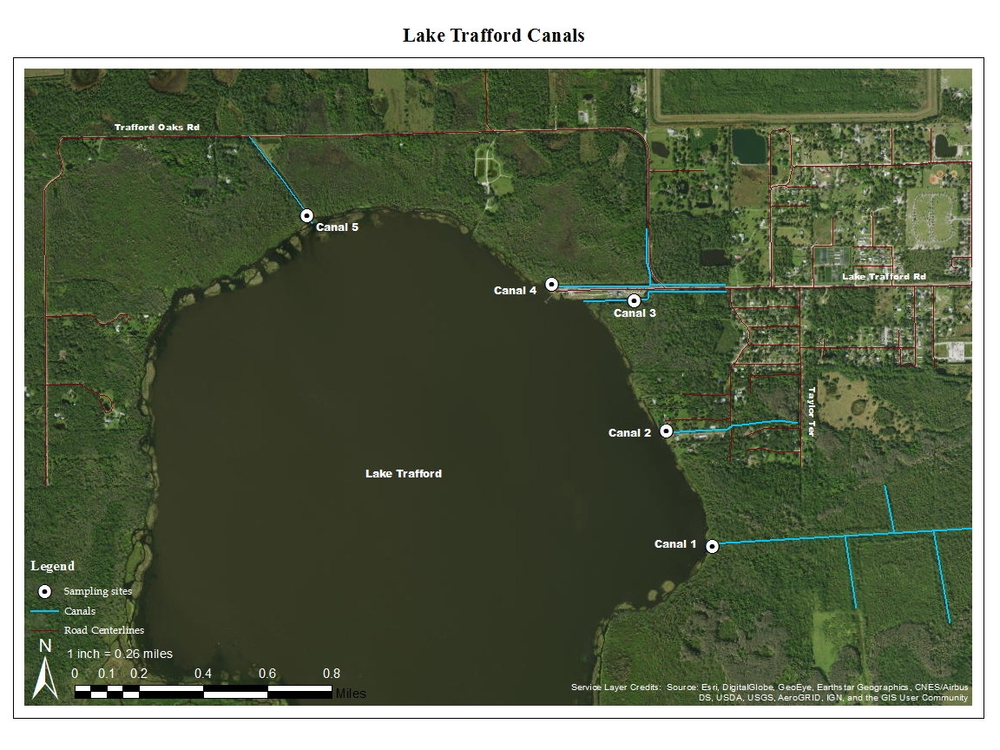 Lake Trafford Canals
Trafford Oaks Rd
Canal 5
Lake Trafford Rd
Canal 4
Canal 3
Taylor Ter
Canal 2
Lake Trafford
Canal 1
Legend
Sampling sites
Canals
Road Centerlines
N
1 inch = 0.26 miles
0 0.1 0.2 0.4 0.6 0.8
Miles
Service Layer Credits: Source: Esri, DigitalGlobe, GeoEye, Earthstar Geographics, CNES/Airbus
DS, USDA, USGS, AeroGRID, IGN, and the GIS User Community